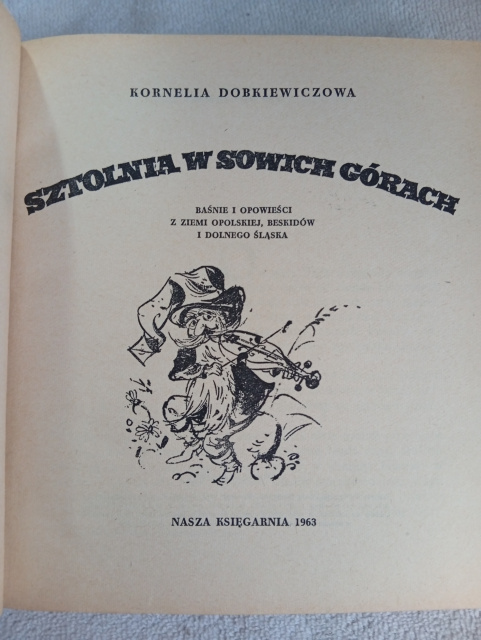 KORNELIA DOBKIEWICZOWA
SZTOLNIA W SOWICH GÓRACH
BAŚNIE I OPOWIEŚCI
Z ZIEMI OPOLSKIEJ, BESKIDÓW
I DOLNEGO ŚLĄSKA
NASZA KSIĘGARNIA 1963